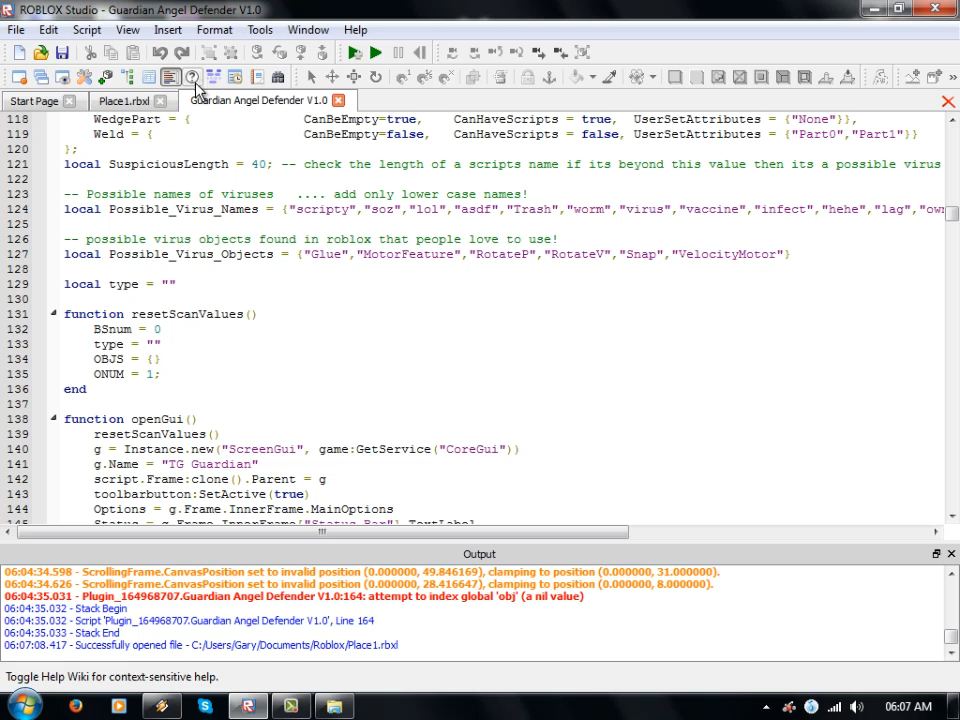 ROBLOX Studio - Guardian Angel Defender V1.0
File Edit Script View Insert Format Tools Window Help
Start Page Place1.rbxl Guardian Angel Defender V1.0
118 WedgePart = { CanBeEmpty=true, CanHaveScripts = true, UserSetAttributes = {"None"}},
119 Weld = { CanBeEmpty=false, CanHaveScripts = false, UserSetAttributes = {"Part0","Part1"}}
120 };
121 local SuspiciousLength = 40; -- check the length of a scripts name if its beyond this value then its a possible virus
122
123 -- Possible names of viruses .... add only lower case names!
124 local Possible_Virus_Names = {"scripty","soz","lol","asdf","Trash","worm","virus","vaccine","infect","hehe","lag","own
125
126 -- possible virus objects found in roblox that people love to use!
127 local Possible_Virus_Objects = {"Glue","MotorFeature","RotateP","RotateV","Snap","VelocityMotor"}
128
129 local type = ""
130
131 function resetScanValues()
132 BSnum = 0
133 type = ""
134 OBJS = {}
135 ONUM = 1;
136 end
137
138 function openGui()
139 resetScanValues()
140 g = Instance.new("ScreenGui", game:GetService("CoreGui"))
141 g.Name = "TG Guardian"
142 script.Frame:clone().Parent = g
143 toolbarbutton:SetActive(true)
144 Options = g.Frame.InnerFrame.MainOptions
145 Status = g.Frame.InnerFrame["Status Bar"].TextLabel
Output
06:04:34.598 - ScrollingFrame.CanvasPosition set to invalid position (0.000000, 49.846169), clamping to position (0.000000, 31.000000).
06:04:34.626 - ScrollingFrame.CanvasPosition set to invalid position (0.000000, 28.416647), clamping to position (0.000000, 8.000000).
06:04:35.031 - Plugin_164968707.Guardian Angel Defender V1.0:164: attempt to index global 'obj' (a nil value)
06:04:35.032 - Stack Begin
06:04:35.032 - Script 'Plugin_164968707.Guardian Angel Defender V1.0', Line 164
06:04:35.033 - Stack End
06:07:08.417 - Successfully opened file - C:/Users/Gary/Documents/Roblox/Place1.rbxl
Toggle Help Wiki for context-sensitive help.
06:07 AM